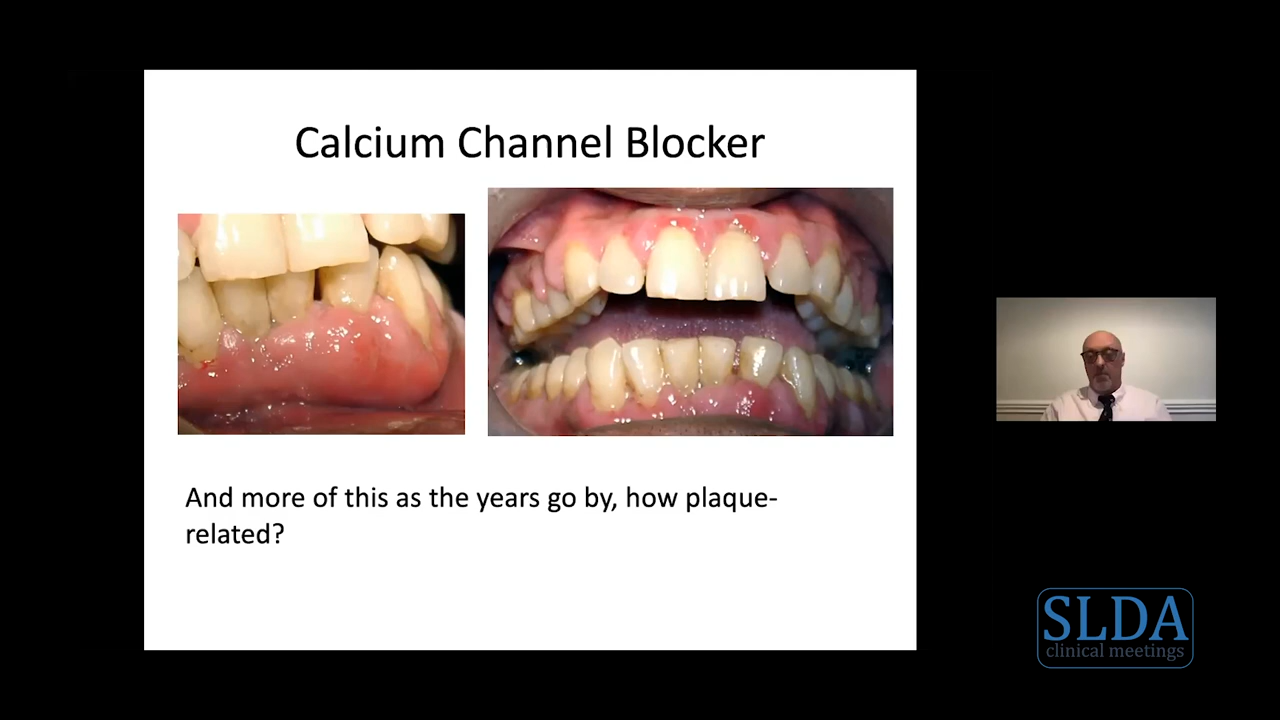 Calcium Channel Blocker
And more of this as the years go by, how plaque-
related?
SLDA
clinical meetings